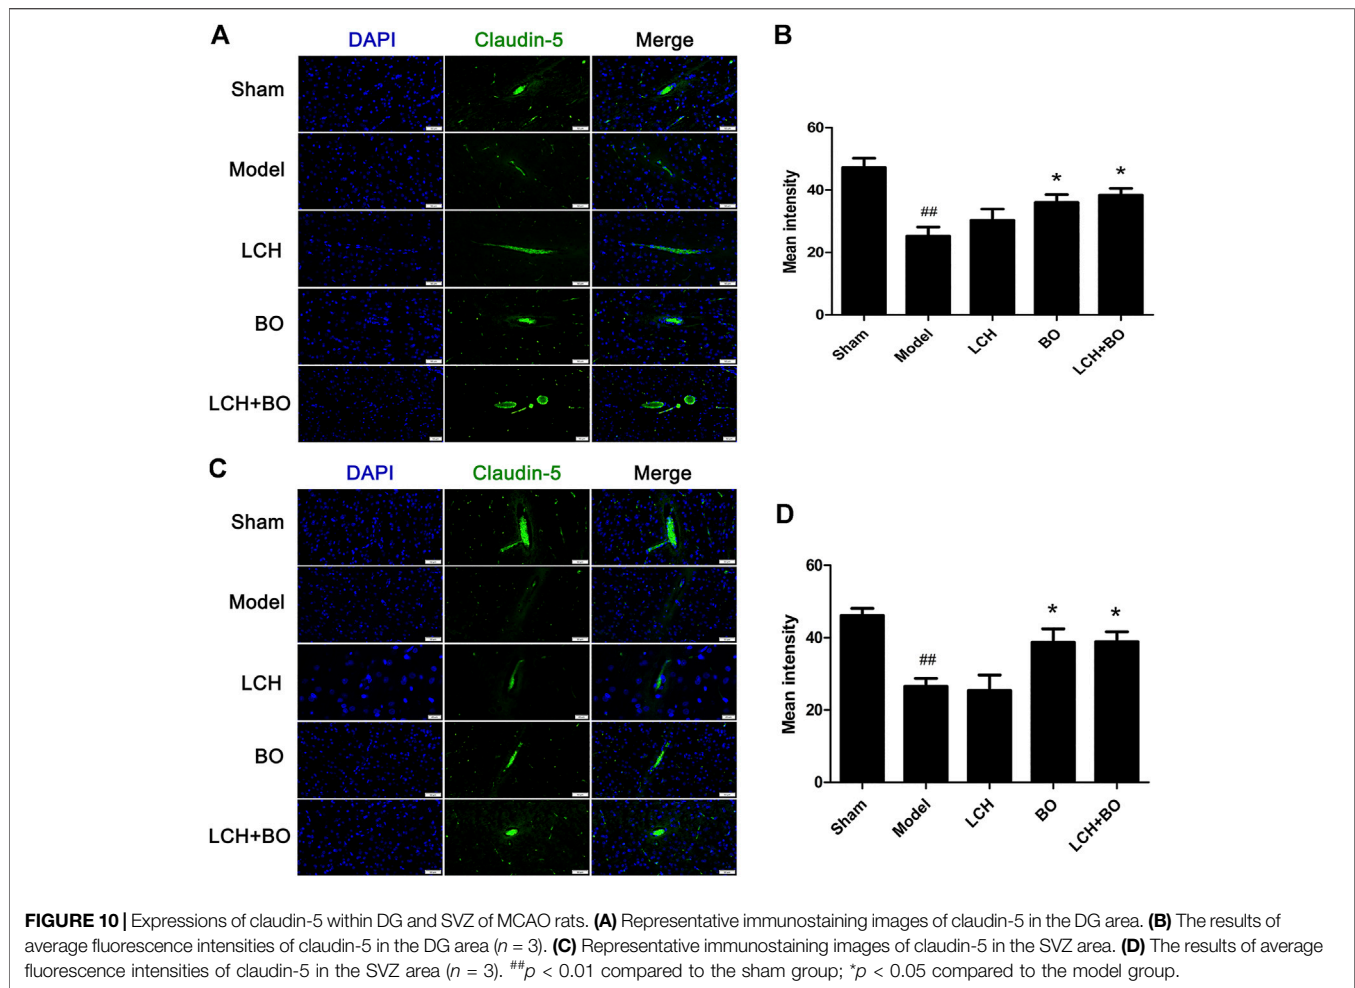 A
DAPI
Claudin-5
Merge
Sham
Model
LCH
BO
LCH+BO
B
60
40
20
0
Mean intensity
##
*
*
Sham
Model
LCH
BO
LCH+BO
C
DAPI
Claudin-5
Merge
Sham
Model
LCH
BO
LCH+BO
D
60
40
20
0
Mean intensity
##
*
*
Sham
Model
LCH
BO
LCH+BO
FIGURE 10 | Expressions of claudin-5 within DG and SVZ of MCAO rats. (A) Representative immunostaining images of claudin-5 in the DG area. (B) The results of
average fluorescence intensities of claudin-5 in the DG area (n = 3). (C) Representative immunostaining images of claudin-5 in the SVZ area. (D) The results of average
fluorescence intensities of claudin-5 in the SVZ area (n = 3). ##p < 0.01 compared to the sham group; *p < 0.05 compared to the model group.